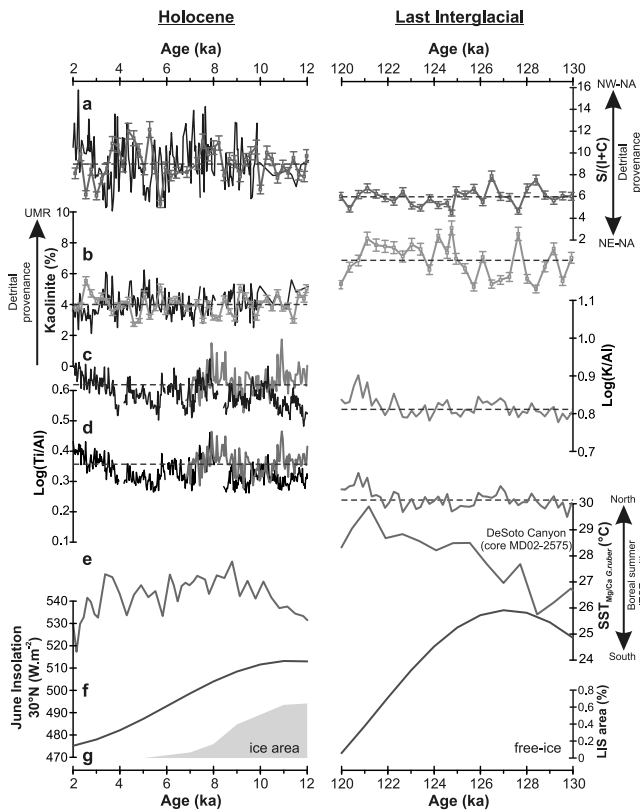 Holocene
Last Interglacial
Age (ka)
Age (ka)
2 4 6 8 10 12
120 122 124 126 128 130
a
NW-NA
16
14
12
10
8
6
4
2
S/(I+C)
Detrital
provenance
NE-NA
UMR
Detrital
provenance
Kaolinite (%)
10
8
6
4
2
0
b
1.1
1.0
0.9
0.8
0.7
Log(K/Al)
c
0.6
0.5
d
Log(Ti/Al)
0.4
0.3
0.2
0.1
North
30
29
28
27
26
25
24
SST Mg/Ca G.ruber (°C)
Boreal summer
South
DeSoto Canyon
(core MD02-2575)
e
June Insolation
30°N (W.m-2)
540
530
520
510
500
490
480
470
f
g
ice area
free-ice
0.8
0.6
0.4
0.2
0
LIS area (%)
2 4 6 8 10 12
120 122 124 126 128 130
Age (ka)
Age (ka)